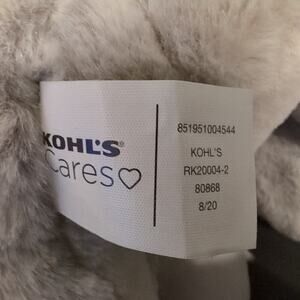 KOHL'S
Cares
851951004544
KOHL'S
RK20004-2
80868
8/20